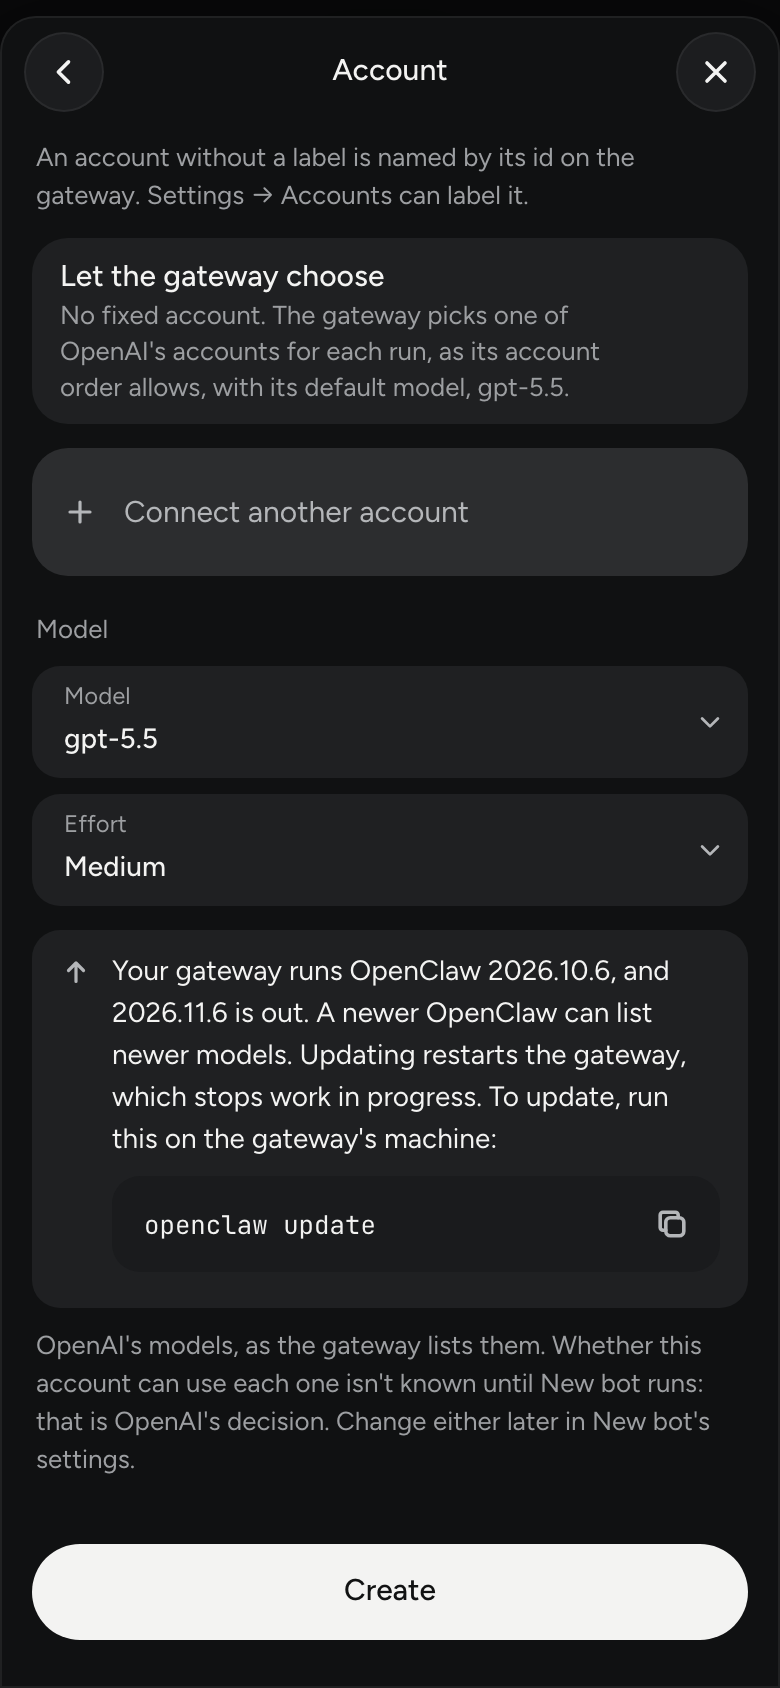 Account
An account without a label is named by its id on the
gateway. Settings → Accounts can label it.
Let the gateway choose
No fixed account. The gateway picks one of
OpenAI's accounts for each run, as its account
order allows, with its default model, gpt-5.5.
Connect another account
Model
Model
gpt-5.5
Effort
Medium
Your gateway runs OpenClaw 2026.10.6, and
2026.11.6 is out. A newer OpenClaw can list
newer models. Updating restarts the gateway,
which stops work in progress. To update, run
this on the gateway's machine:
openclaw update
OpenAI's models, as the gateway lists them. Whether this
account can use each one isn't known until New bot runs:
that is OpenAI's decision. Change either later in New bot's
settings.
Create